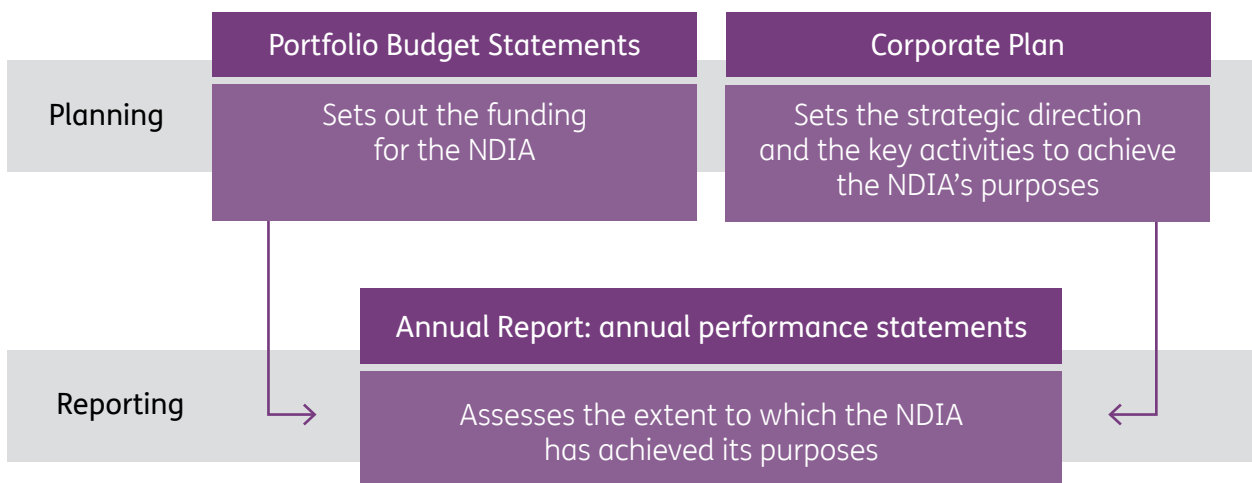 Planning
Portfolio Budget Statements
Sets out the funding
for the NDIA
Corporate Plan
Sets the strategic direction
and the key activities to achieve
the NDIA’s purposes
Reporting
Annual Report: annual performance statements
Assesses the extent to which the NDIA
has achieved its purposes